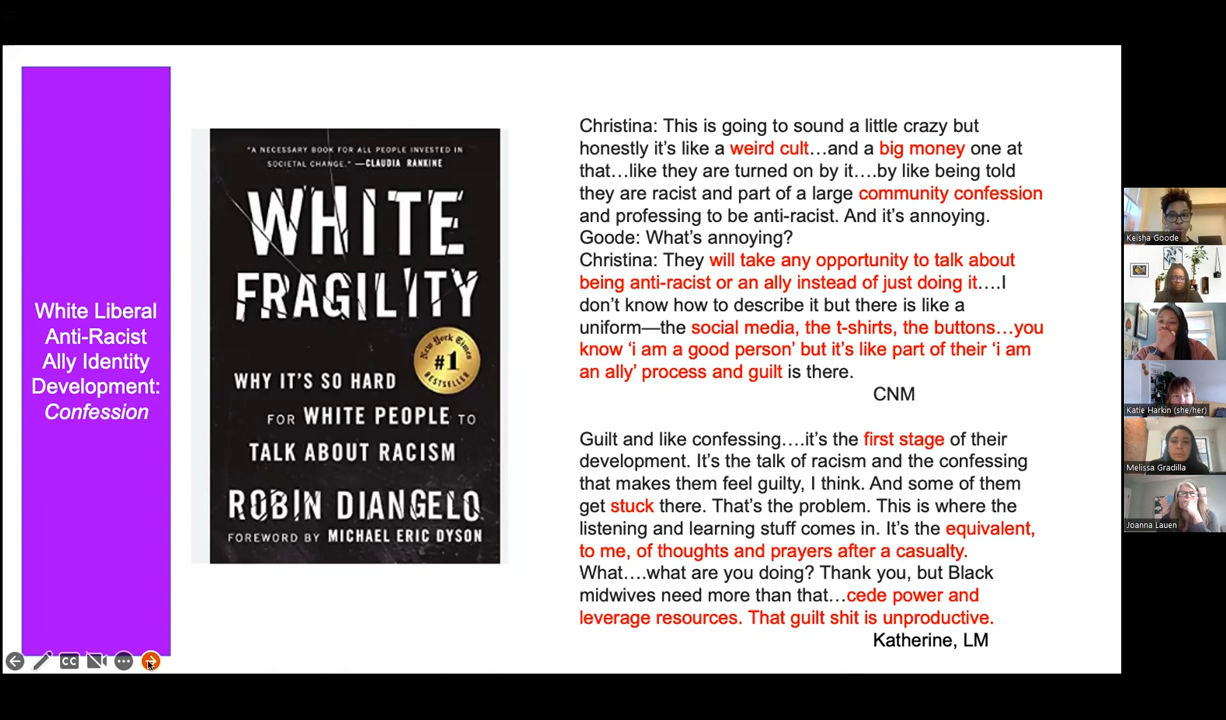 White Liberal
Anti-Racist
Ally Identity
Development:
Confession
"A NECESSARY BOOK FOR ALL PEOPLE INVESTED IN
SOCIETAL CHANGE." —CLAUDIA RANKINE
WHITE
FRAGILITY
New York Times
#1
BESTSELLER
WHY IT'S SO HARD
FOR WHITE PEOPLE TO
TALK ABOUT RACISM
ROBIN DIANGELO
FOREWORD BY MICHAEL ERIC DYSON
Christina: This is going to sound a little crazy but
honestly it's like a weird cult…and a big money one at
that…like they are turned on by it….by like being told
they are racist and part of a large community confession
and professing to be anti-racist. And it's annoying.
Goode: What's annoying?
Christina: They will take any opportunity to talk about
being anti-racist or an ally instead of just doing it….I
don't know how to describe it but there is like a
uniform—the social media, the t-shirts, the buttons…you
know 'i am a good person' but it's like part of their 'i am
an ally' process and guilt is there.
CNM
Guilt and like confessing….it's the first stage of their
development. It's the talk of racism and the confessing
that makes them feel guilty, I think. And some of them
get stuck there. That's the problem. This is where the
listening and learning stuff comes in. It's the equivalent,
to me, of thoughts and prayers after a casualty.
What….what are you doing? Thank you, but Black
midwives need more than that…cede power and
leverage resources. That guilt shit is unproductive.
Katherine, LM
CC
Keisha Goode
Katie Harkin (she/her)
Melissa Gradilla
Joanna Lauen